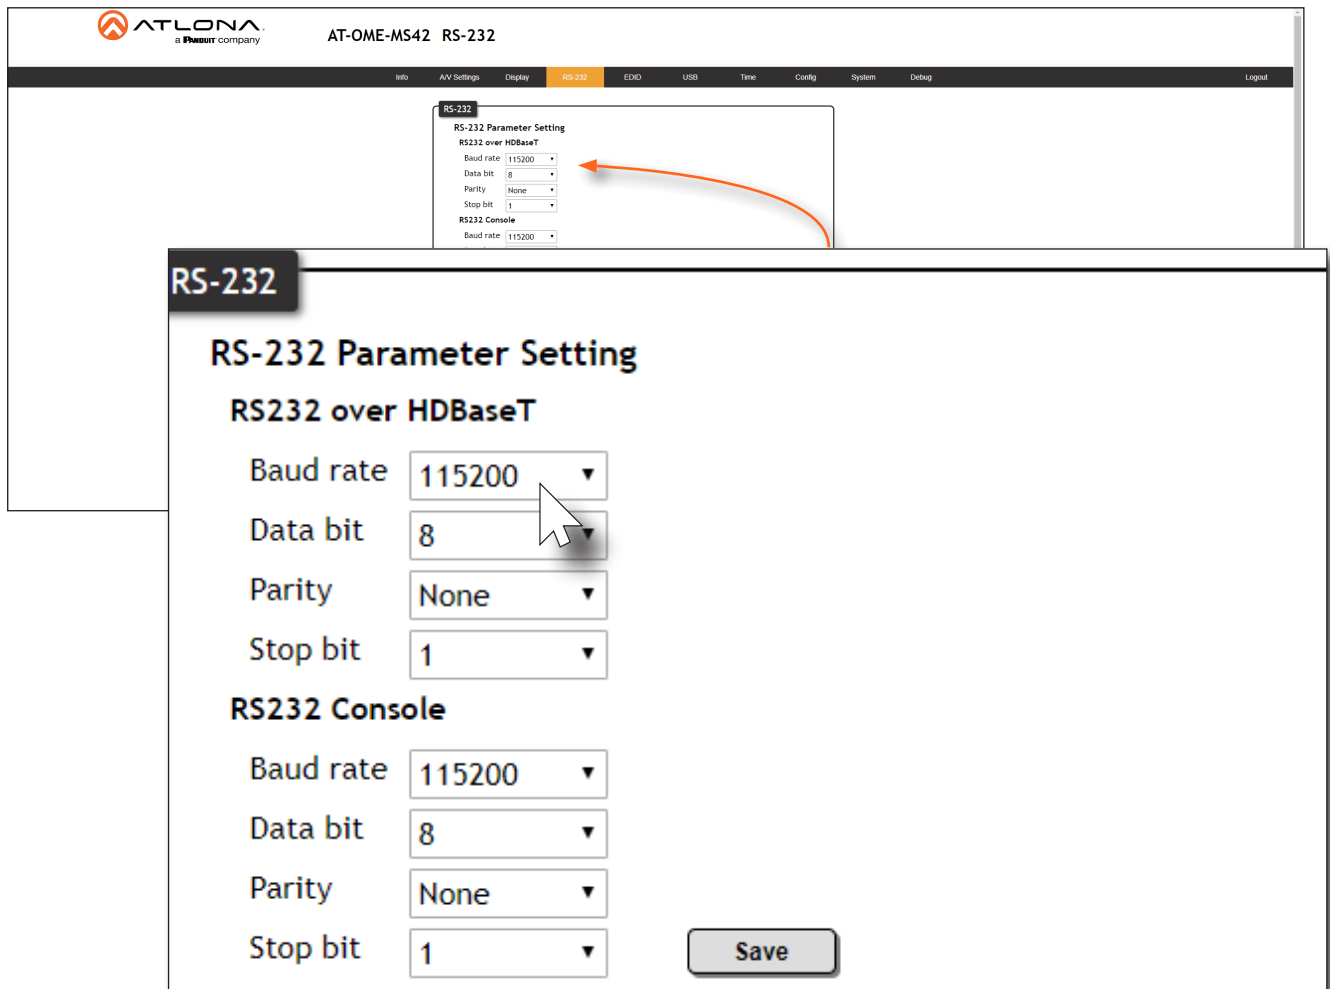 ATLONA.
a PANDUIT company
AT-OME-MS42 RS-232
Info A/V Settings Display RS-232 EDID USB Time Config System Debug Logout
RS-232
RS-232 Parameter Setting
RS232 over HDBaseT
Baud rate 115200
Data bit 8
Parity None
Stop bit 1
RS232 Console
Baud rate 115200
RS-232
RS-232 Parameter Setting
RS232 over HDBaseT
Baud rate 115200
Data bit 8
Parity None
Stop bit 1
RS232 Console
Baud rate 115200
Data bit 8
Parity None
Stop bit 1
Save